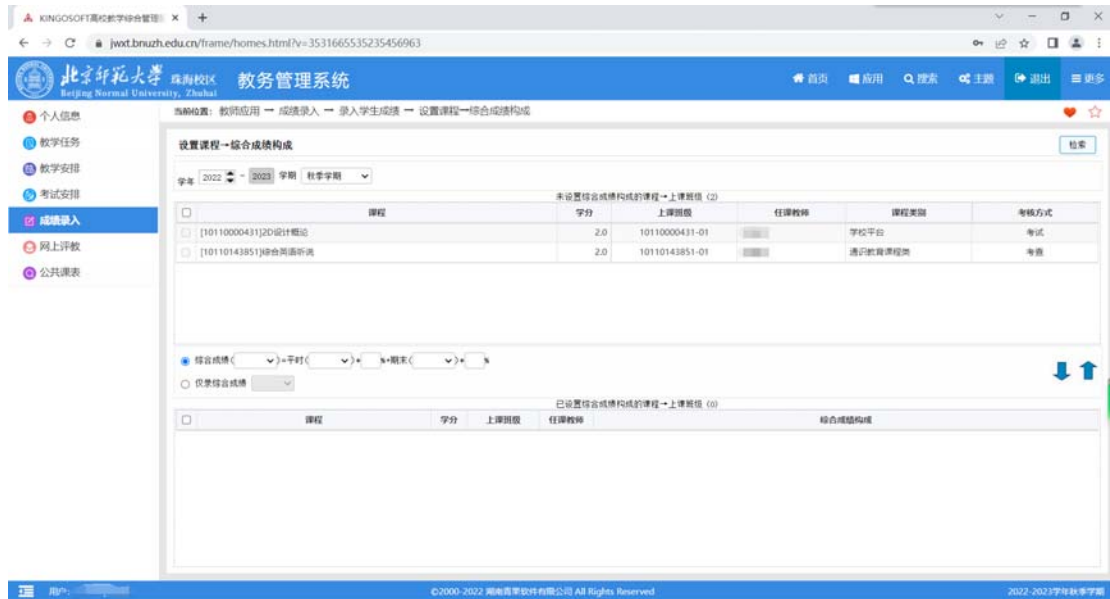 KINGOSOFT高校教学综合管理
jwxt.bnuzh.edu.cn/frame/homes.html?v=3531665535235456963
北京师范大学 珠海校区 教务管理系统 首页 应用 搜索 主题 退出 更多
Beijing Normal University, Zhuhai
个人信息
教学任务
教学安排
考试安排
成绩录入
网上评教
公共课表
当前位置: 教师应用 → 成绩录入 → 录入学生成绩 → 设置课程→综合成绩构成
设置课程→综合成绩构成 检索
学年 2022 - 2023 学期 秋季学期
未设置综合成绩构成的课程→上课班组 (2)
课程 学分 上课班级 任课教师 课程类别 考核方式
[10110000431]2D设计概论 2.0 10110000431-01 学校平台 考试
[10110143851]综合英语听说 2.0 10110143851-01 通识教育课程类 考查
综合成绩( )=平时( )* %+期末( )* %
仅录综合成绩
已设置综合成绩构成的课程→上课班组 (0)
课程 学分 上课班级 任课教师 综合成绩构成
用户: ©2000-2022 湖南青果软件有限公司 All Rights Reserved 2022-2023学年秋季学期